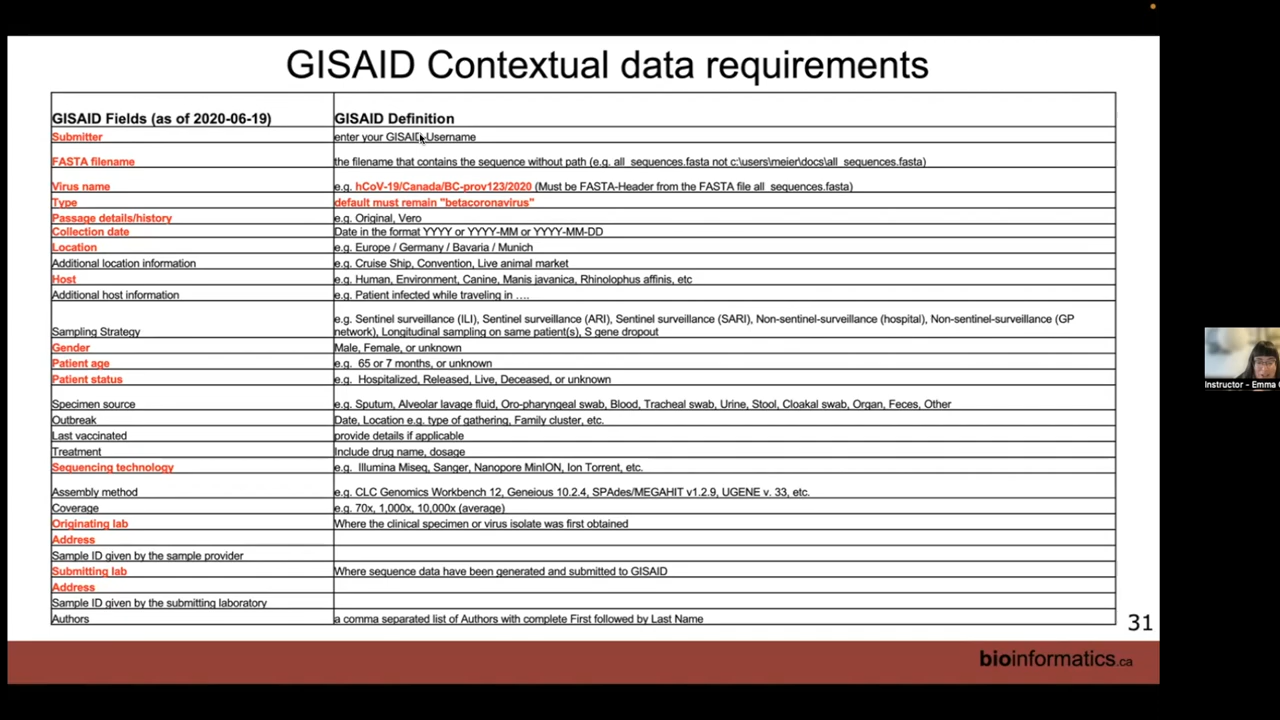 GISAID Contextual data requirements
GISAID Fields (as of 2020-06-19) GISAID Definition
Submitter enter your GISAID-Username
FASTA filename the filename that contains the sequence without path (e.g. all_sequences.fasta not c:\users\meier\docs\all_sequences.fasta)
Virus name e.g. hCoV-19/Canada/BC-prov123/2020 (Must be FASTA-Header from the FASTA file all_sequences.fasta)
Type default must remain "betacoronavirus"
Passage details/history e.g. Original, Vero
Collection date Date in the format YYYY or YYYY-MM or YYYY-MM-DD
Location e.g. Europe / Germany / Bavaria / Munich
Additional location information e.g. Cruise Ship, Convention, Live animal market
Host e.g. Human, Environment, Canine, Manis javanica, Rhinolophus affinis, etc
Additional host information e.g. Patient infected while traveling in ....
Sampling Strategy e.g. Sentinel surveillance (ILI), Sentinel surveillance (ARI), Sentinel surveillance (SARI), Non-sentinel-surveillance (hospital), Non-sentinel-surveillance (GP
network), Longitudinal sampling on same patient(s), S gene dropout
Gender Male, Female, or unknown
Patient age e.g. 65 or 7 months, or unknown
Patient status e.g. Hospitalized, Released, Live, Deceased, or unknown
Specimen source e.g. Sputum, Alveolar lavage fluid, Oro-pharyngeal swab, Blood, Tracheal swab, Urine, Stool, Cloakal swab, Organ, Feces, Other
Outbreak Date, Location e.g. type of gathering, Family cluster, etc.
Last vaccinated provide details if applicable
Treatment Include drug name, dosage
Sequencing technology e.g. Illumina Miseq, Sanger, Nanopore MinION, Ion Torrent, etc.
Assembly method e.g. CLC Genomics Workbench 12, Geneious 10.2.4, SPAdes/MEGAHIT v1.2.9, UGENE v. 33, etc.
Coverage e.g. 70x, 1,000x, 10,000x (average)
Originating lab Where the clinical specimen or virus isolate was first obtained
Address
Sample ID given by the sample provider
Submitting lab Where sequence data have been generated and submitted to GISAID
Address
Sample ID given by the submitting laboratory
Authors a comma separated list of Authors with complete First followed by Last Name
31
bioinformatics.ca
Instructor - Emma